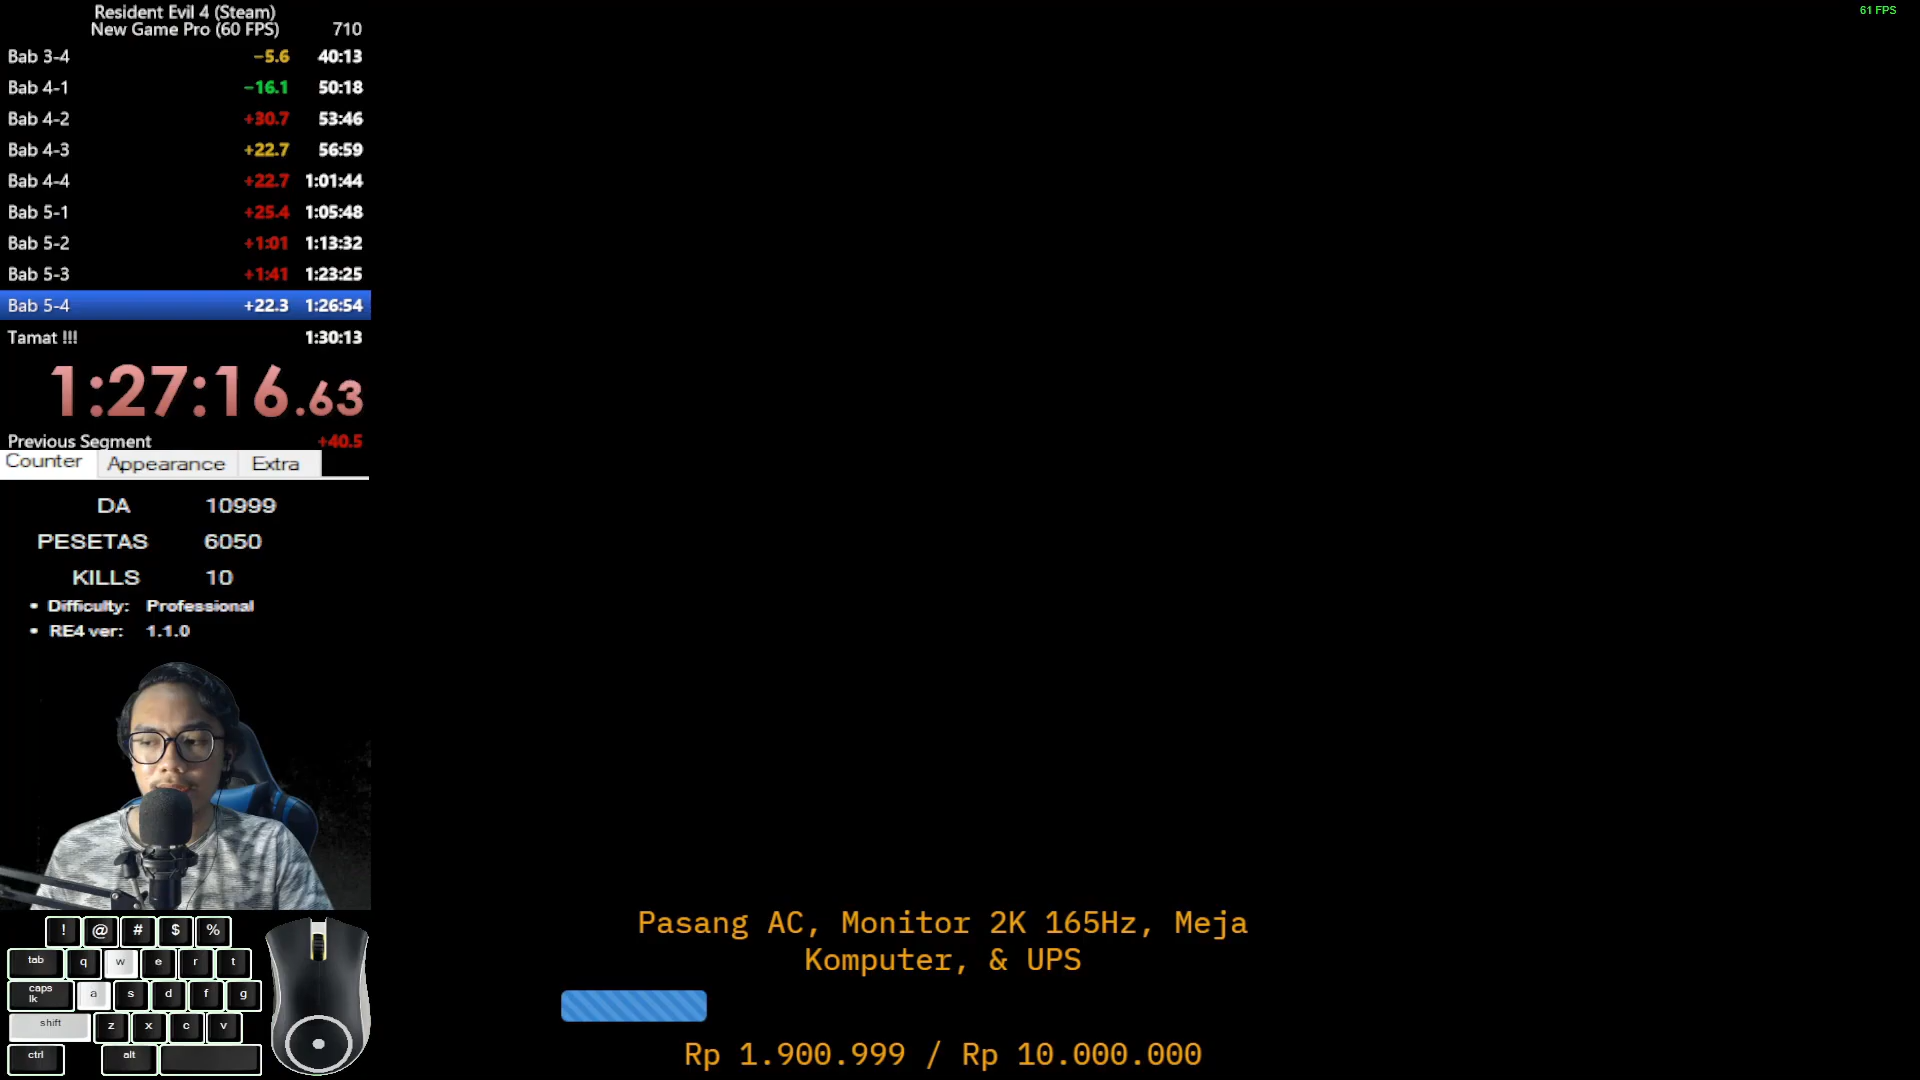 Resident Evil 4 (Steam)
New Game Pro (60 FPS) 710
Bab 3-4 −5.6 40:13
Bab 4-1 −16.1 50:18
Bab 4-2 +30.7 53:46
Bab 4-3 +22.7 56:59
Bab 4-4 +22.7 1:01:44
Bab 5-1 +25.4 1:05:48
Bab 5-2 +1:01 1:13:32
Bab 5-3 +1:41 1:23:25
Bab 5-4 +22.3 1:26:54
Tamat !!! 1:30:13
1:27:16.63
Previous Segment +40.5
Counter Appearance Extra
DA 10999
PESETAS 6050
KILLS 10
• Difficulty: Professional
• RE4 ver: 1.1.0
! @ # $ %
tab q w e r t
caps lk a s d f g
shift z x c v
ctrl alt
61 FPS
Pasang AC, Monitor 2K 165Hz, Meja
Komputer, & UPS
Rp 1.900.999 / Rp 10.000.000